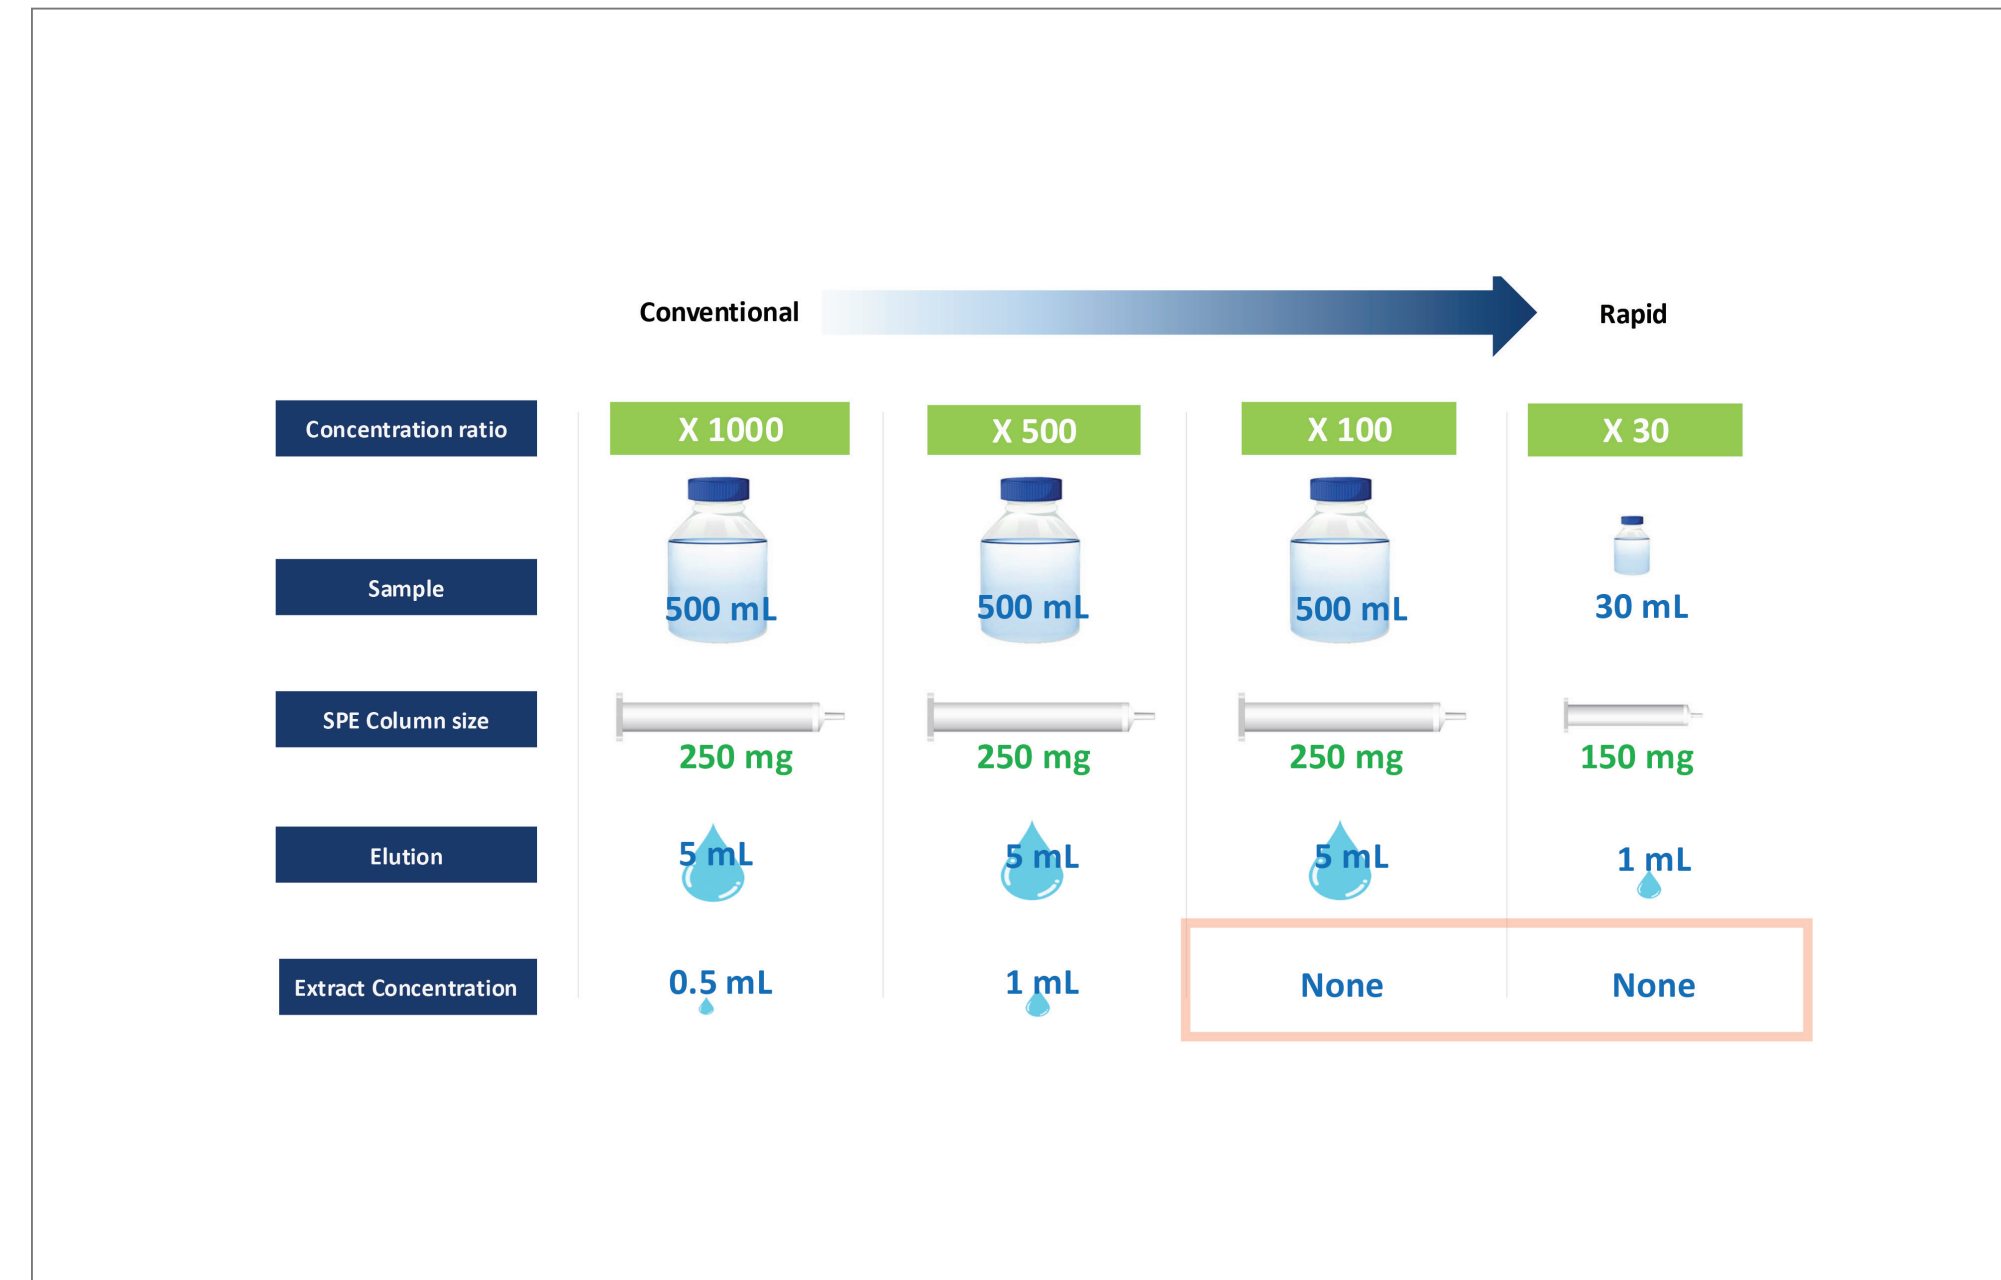 Conventional
Rapid
Concentration ratio
X 1000
X 500
X 100
X 30
Sample
500 mL
500 mL
500 mL
30 mL
SPE Column size
250 mg
250 mg
250 mg
150 mg
Elution
5 mL
5 mL
5 mL
1 mL
Extract Concentration
0.5 mL
1 mL
None
None